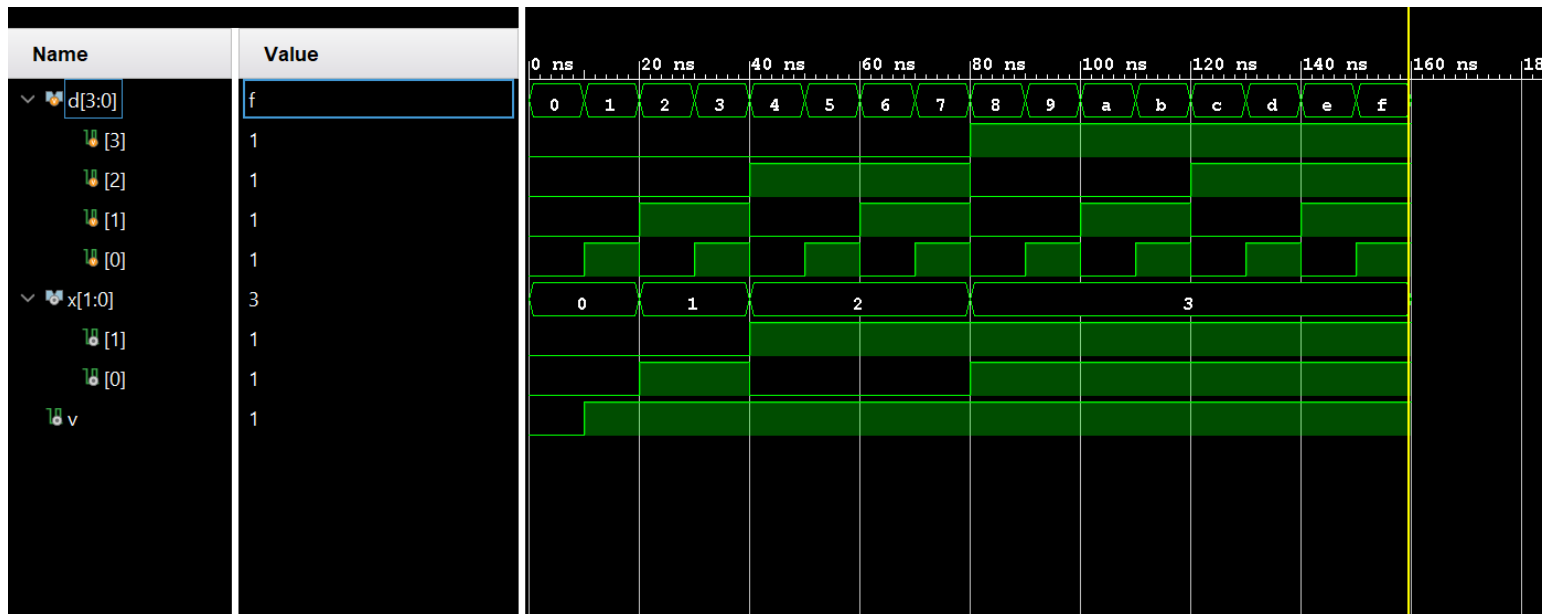 Name Value
0 ns 20 ns 40 ns 60 ns 80 ns 100 ns 120 ns 140 ns 160 ns 18
d[3:0] f 0 1 2 3 4 5 6 7 8 9 a b c d e f
[3] 1
[2] 1
[1] 1
[0] 1
x[1:0] 3 0 1 2 3
[1] 1
[0] 1
v 1